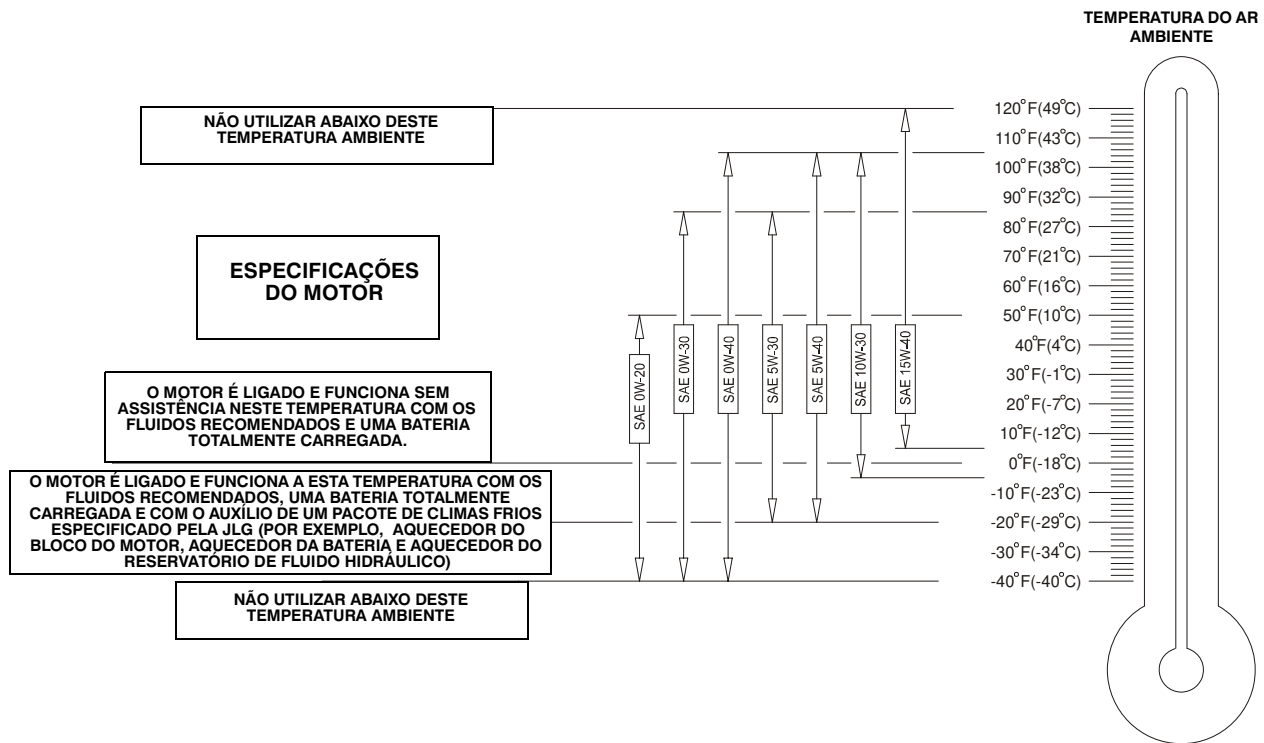 TEMPERATURA DO AR
AMBIENTE
NÃO UTILIZAR ABAIXO DESTE
TEMPERATURA AMBIENTE
ESPECIFICAÇÕES
DO MOTOR
O MOTOR É LIGADO E FUNCIONA SEM
ASSISTÊNCIA NESTE TEMPERATURA COM OS
FLUIDOS RECOMENDADOS E UMA BATERIA
TOTALMENTE CARREGADA.
O MOTOR É LIGADO E FUNCIONA A ESTA TEMPERATURA COM OS
FLUIDOS RECOMENDADOS, UMA BATERIA TOTALMENTE
CARREGADA E COM O AUXÍLIO DE UM PACOTE DE CLIMAS FRIOS
ESPECIFICADO PELA JLG (POR EXEMPLO, AQUECEDOR DO
BLOCO DO MOTOR, AQUECEDOR DA BATERIA E AQUECEDOR DO
RESERVATÓRIO DE FLUIDO HIDRÁULICO)
NÃO UTILIZAR ABAIXO DESTE
TEMPERATURA AMBIENTE
SAE 0W-20
SAE 0W-30
SAE 0W-40
SAE 5W-30
SAE 5W-40
SAE 10W-30
SAE 15W-40
120°F(49°C)
110°F(43°C)
100°F(38°C)
90°F(32°C)
80°F(27°C)
70°F(21°C)
60°F(16°C)
50°F(10°C)
40°F(4°C)
30°F(-1°C)
20°F(-7°C)
10°F(-12°C)
0°F(-18°C)
-10°F(-23°C)
-20°F(-29°C)
-30°F(-34°C)
-40°F(-40°C)